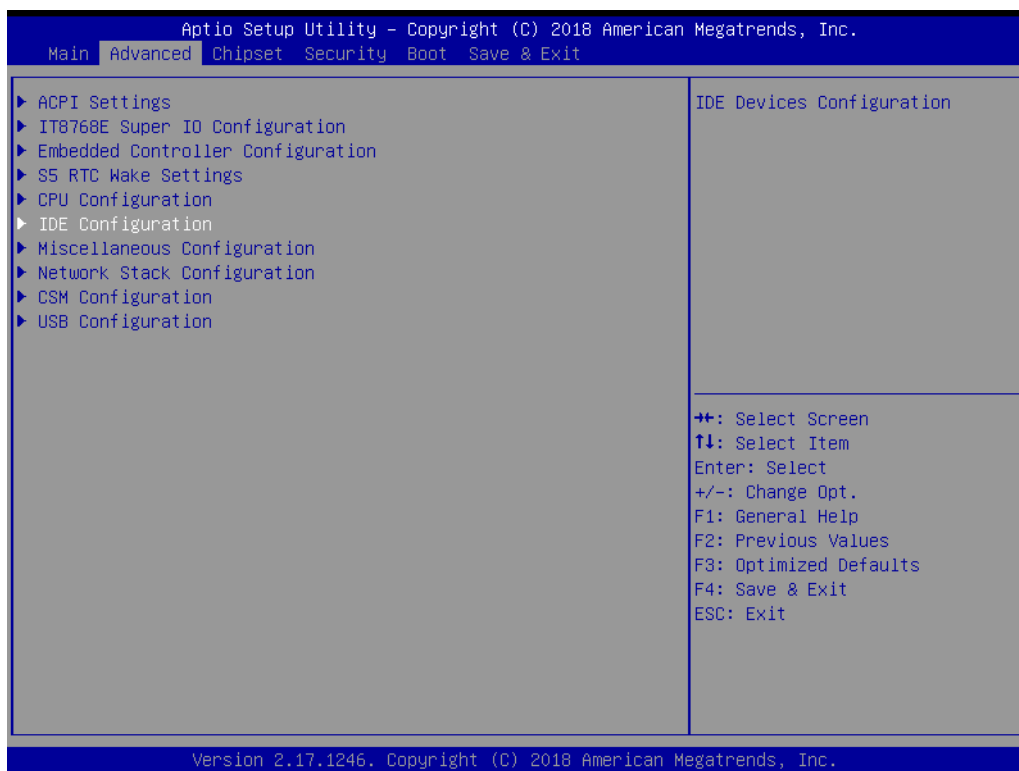 Aptio Setup Utility – Copyright (C) 2018 American Megatrends, Inc.
Main Advanced Chipset Security Boot Save & Exit
▶ ACPI Settings
▶ IT8768E Super IO Configuration
▶ Embedded Controller Configuration
▶ S5 RTC Wake Settings
▶ CPU Configuration
▶ IDE Configuration
▶ Miscellaneous Configuration
▶ Network Stack Configuration
▶ CSM Configuration
▶ USB Configuration
IDE Devices Configuration
→←: Select Screen
↑↓: Select Item
Enter: Select
+/-: Change Opt.
F1: General Help
F2: Previous Values
F3: Optimized Defaults
F4: Save & Exit
ESC: Exit
Version 2.17.1246. Copyright (C) 2018 American Megatrends, Inc.